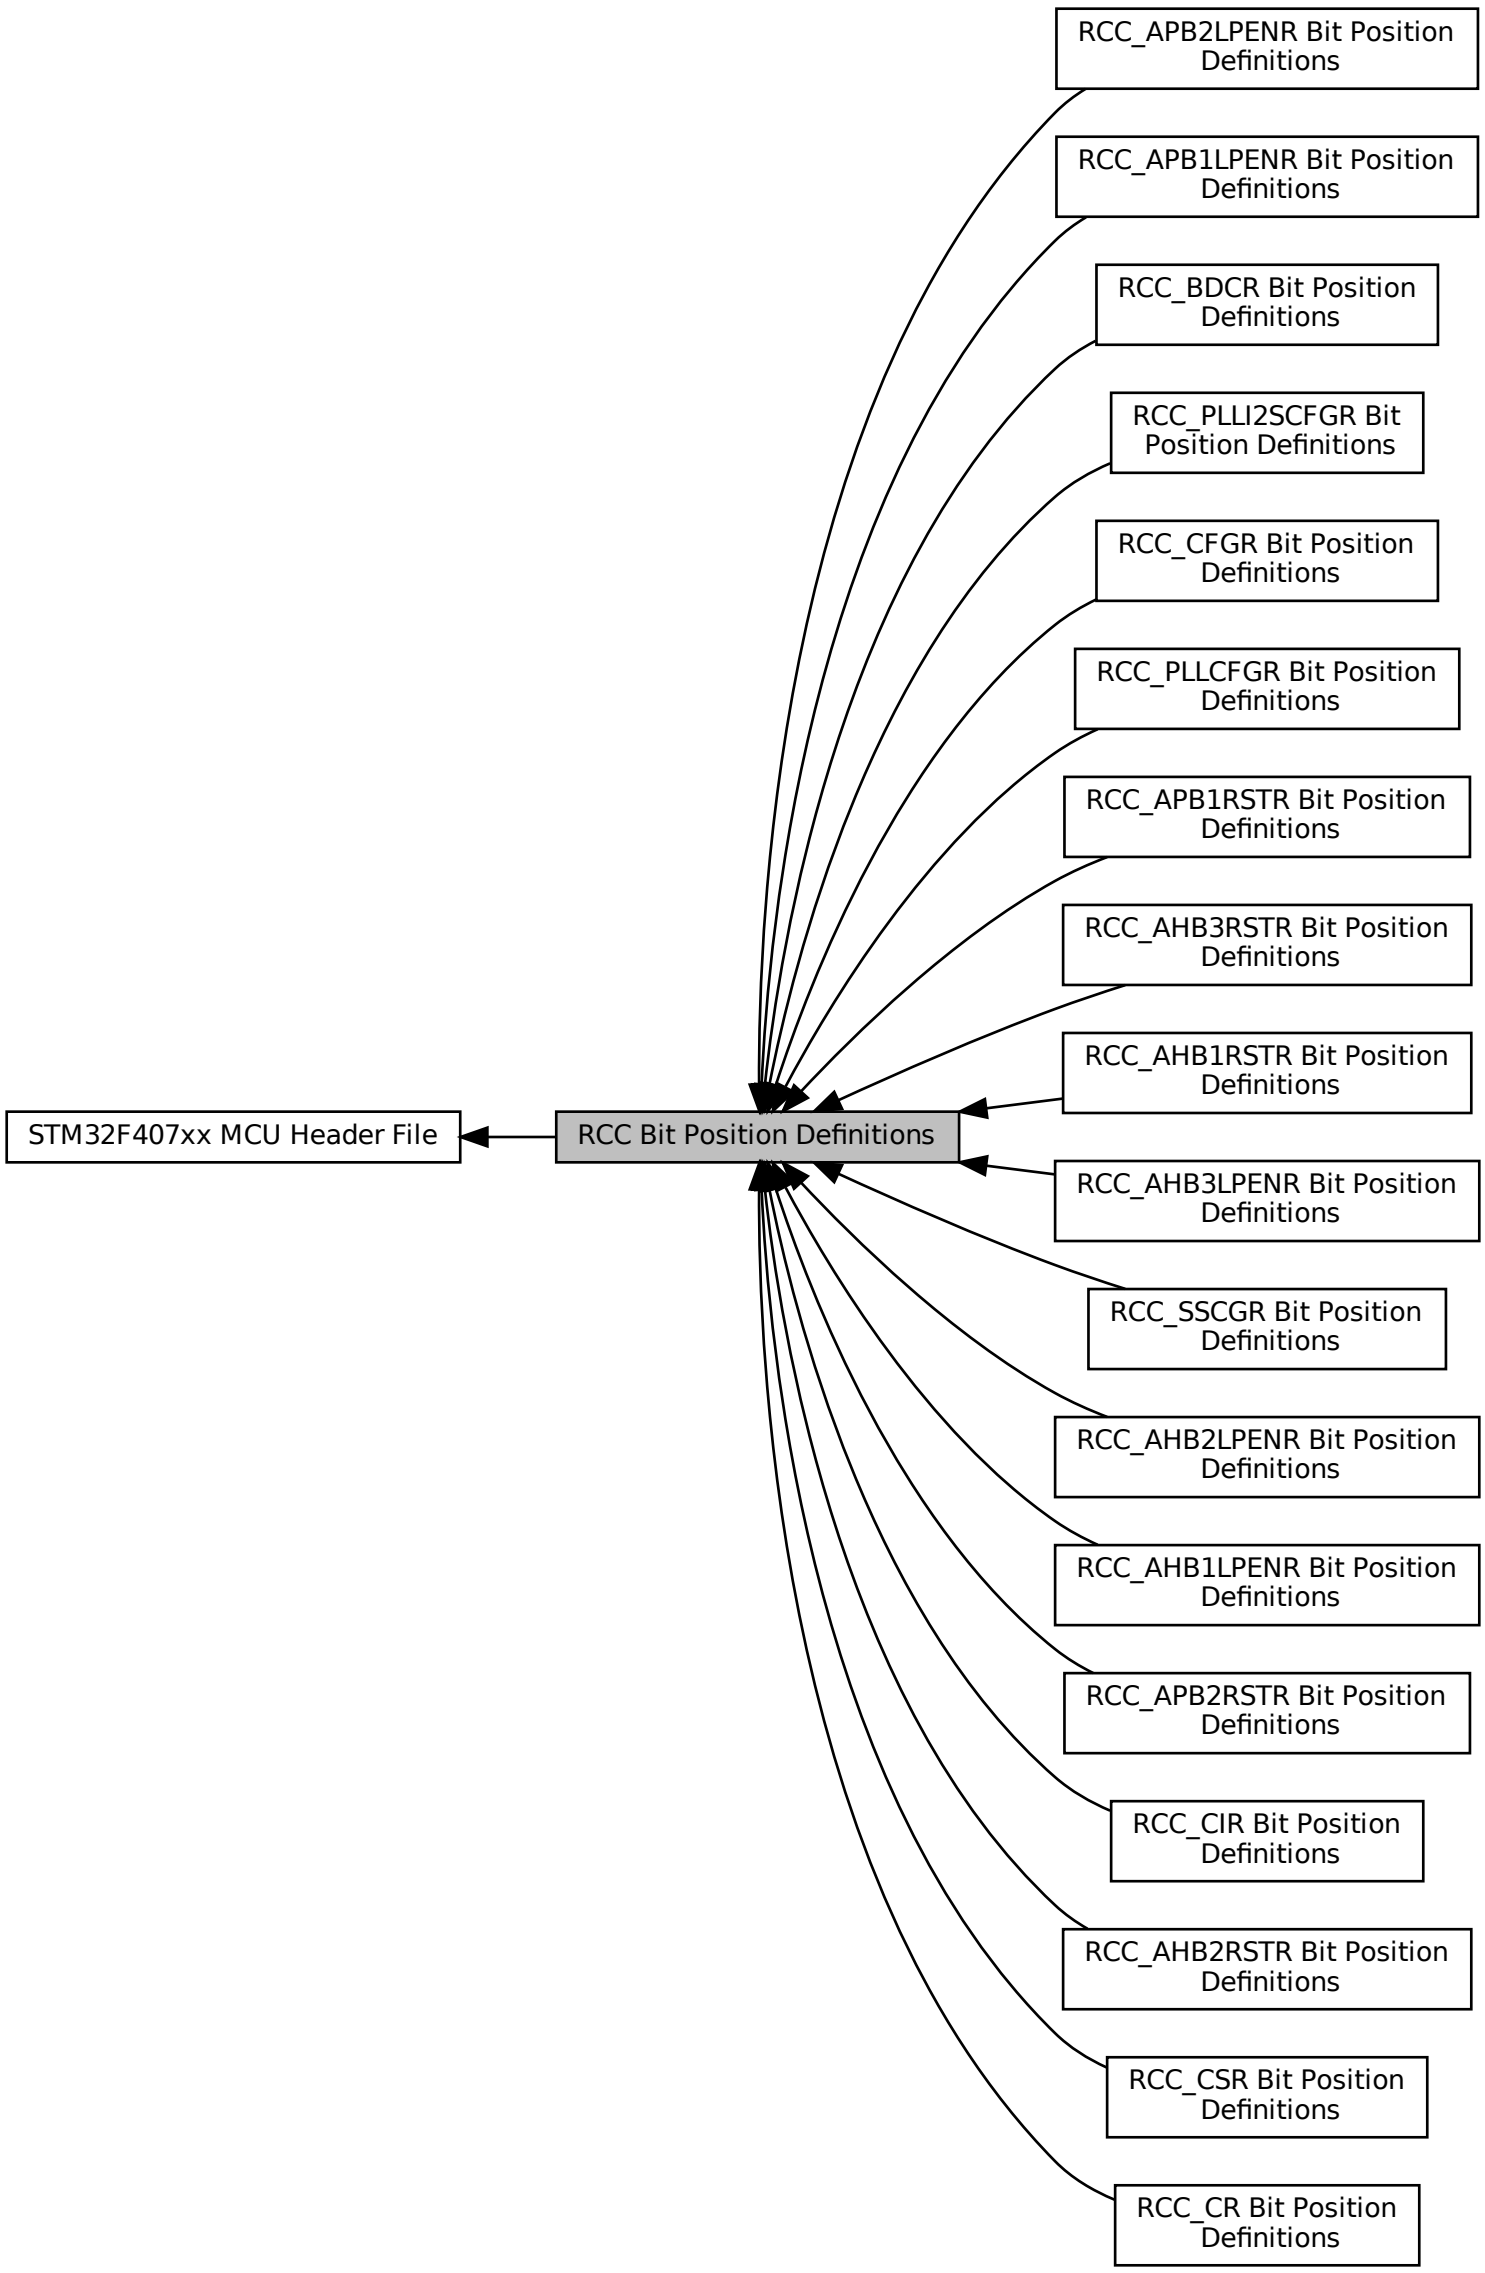 RCC_APB2LPENR Bit Position
Definitions
RCC_APB1LPENR Bit Position
Definitions
RCC_BDCR Bit Position
Definitions
RCC_PLLI2SCFGR Bit
Position Definitions
RCC_CFGR Bit Position
Definitions
RCC_PLLCFGR Bit Position
Definitions
RCC_APB1RSTR Bit Position
Definitions
RCC_AHB3RSTR Bit Position
Definitions
RCC_AHB1RSTR Bit Position
Definitions
STM32F407xx MCU Header File
RCC Bit Position Definitions
RCC_AHB3LPENR Bit Position
Definitions
RCC_SSCGR Bit Position
Definitions
RCC_AHB2LPENR Bit Position
Definitions
RCC_AHB1LPENR Bit Position
Definitions
RCC_APB2RSTR Bit Position
Definitions
RCC_CIR Bit Position
Definitions
RCC_AHB2RSTR Bit Position
Definitions
RCC_CSR Bit Position
Definitions
RCC_CR Bit Position
Definitions